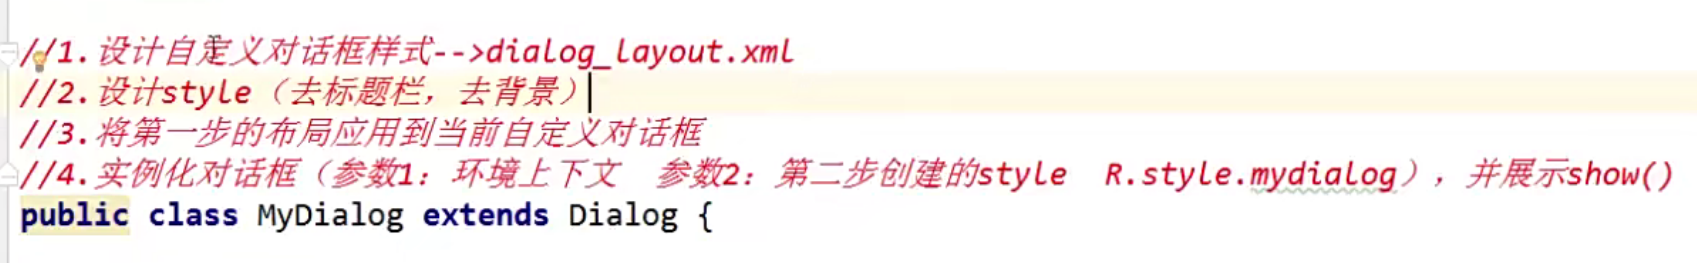 //1.设计自定义对话框样式-->dialog_layout.xml
//2.设计style（去标题栏，去背景）
//3.将第一步的布局应用到当前自定义对话框
//4.实例化对话框（参数1：环境上下文  参数2：第二步创建的style  R.style.mydialog），并展示show()
public class MyDialog extends Dialog {